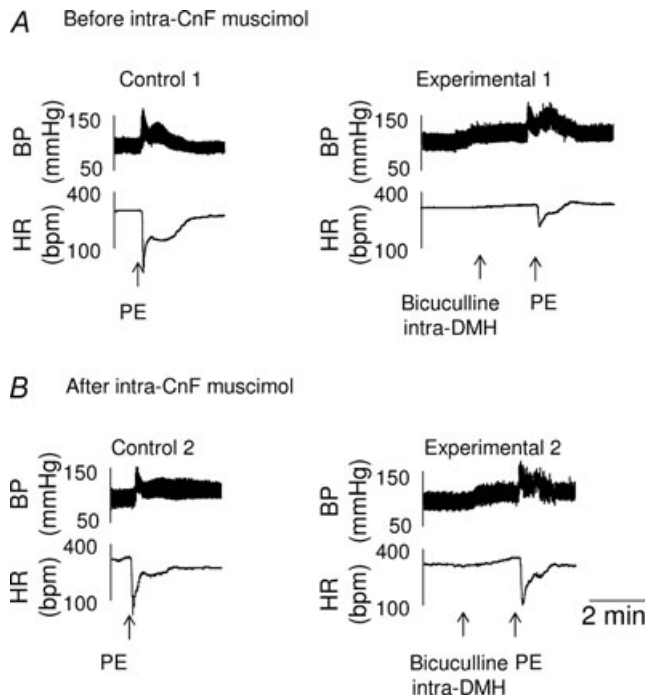 A Before intra-CnF muscimol
Control 1
Experimental 1
BP (mmHg)
150
50
BP (mmHg)
150
50
HR (bpm)
400
100
HR (bpm)
400
100
PE
Bicuculline
intra-DMH
PE
B After intra-CnF muscimol
Control 2
Experimental 2
BP (mmHg)
150
50
BP (mmHg)
150
50
HR (bpm)
400
100
HR (bpm)
400
100
2 min
PE
Bicuculline PE
intra-DMH